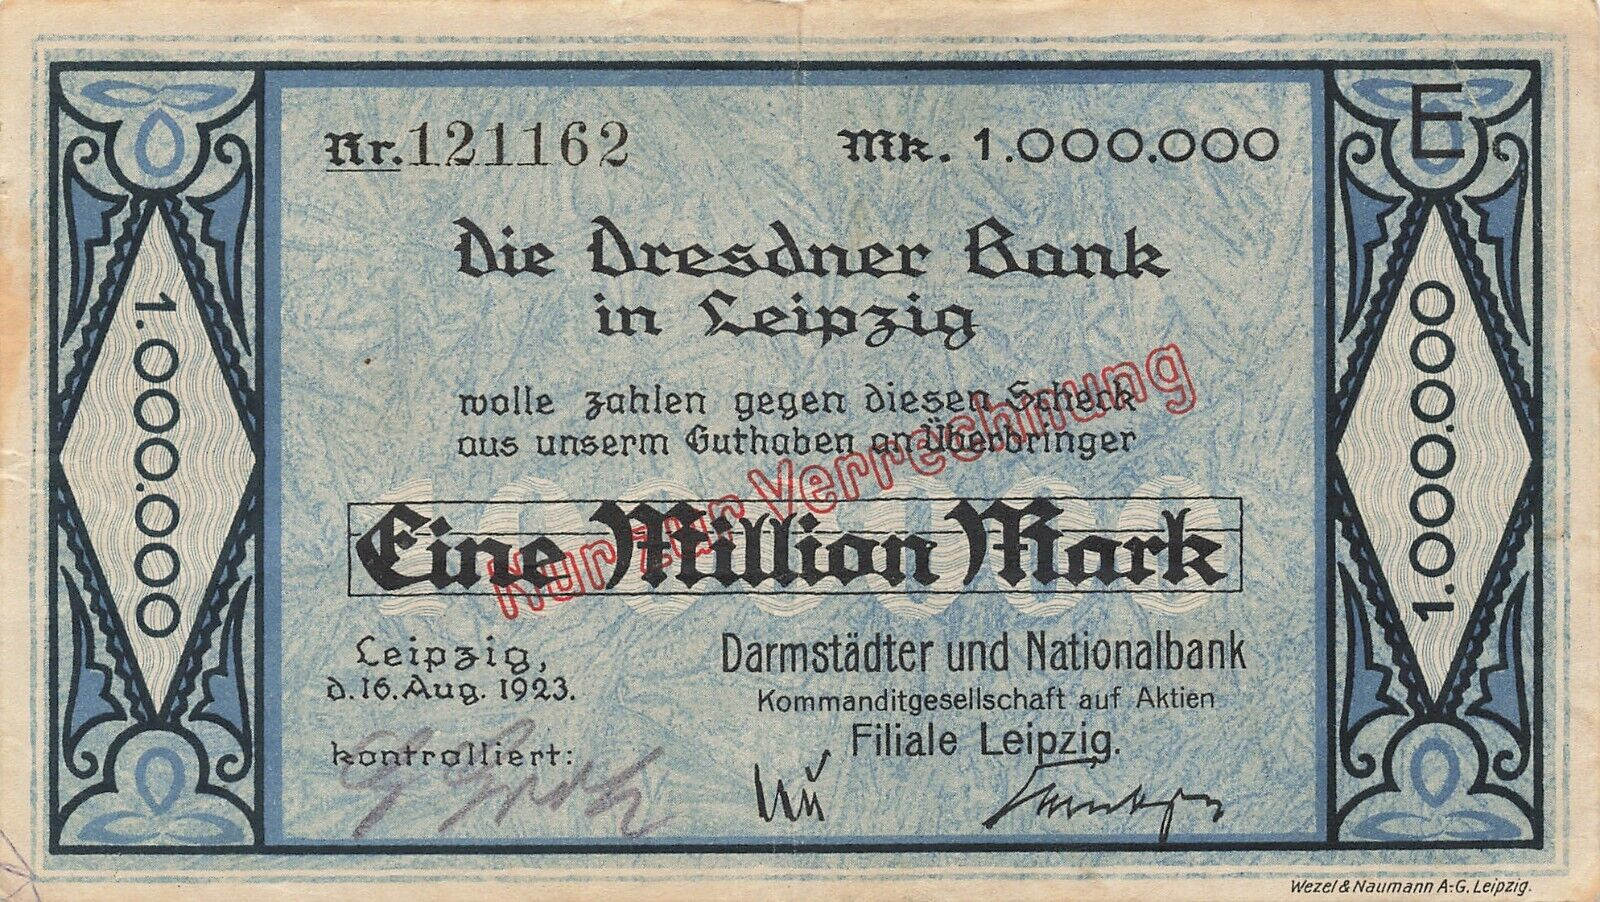 Nr. 121162
Mk. 1.000.000
E
Die Dresdner Bank
in Leipzig
wolle zahlen gegen diesen Scheck
aus unserm Guthaben an Überbringer
Nur zur Verrechnung
Eine Million Mark
1.000.000
1.000.000
Leipzig,
d. 16. Aug. 1923.
Darmstädter und Nationalbank
Kommanditgesellschaft auf Aktien
Filiale Leipzig.
kontrolliert:
Wezel & Naumann A.-G. Leipzig.